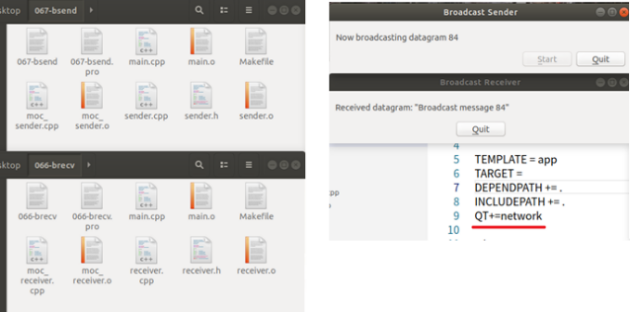 sktop 067-bsend
067-bsend 067-bsend.pro main.cpp main.o Makefile
moc_sender.cpp moc_sender.o sender.cpp sender.h sender.o
sktop 066-brecv
066-brecv 066-brecv.pro main.cpp main.o Makefile
moc_receiver.cpp moc_receiver.o receiver.cpp receiver.h receiver.o
Broadcast Sender
Now broadcasting datagram 84
Start Quit
Broadcast Receiver
Received datagram: "Broadcast message 84"
Quit
4
5 TEMPLATE = app
6 TARGET =
7 DEPENDPATH += .
8 INCLUDEPATH += .
9 QT+=network
10
pp